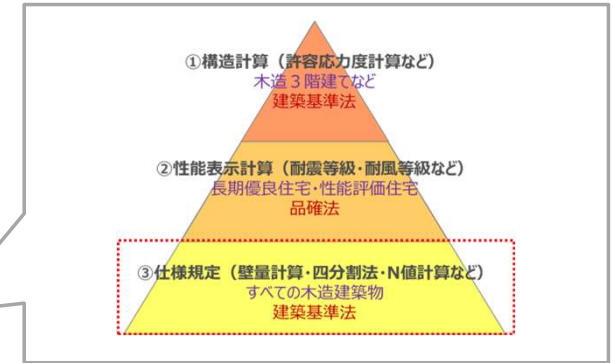 ①構造計算（許容応力度計算など）
木造３階建てなど
建築基準法
②性能表示計算（耐震等級・耐風等級など）
長期優良住宅・性能評価住宅
品確法
③仕様規定（壁量計算・四分割法・N値計算など）
すべての木造建築物
建築基準法